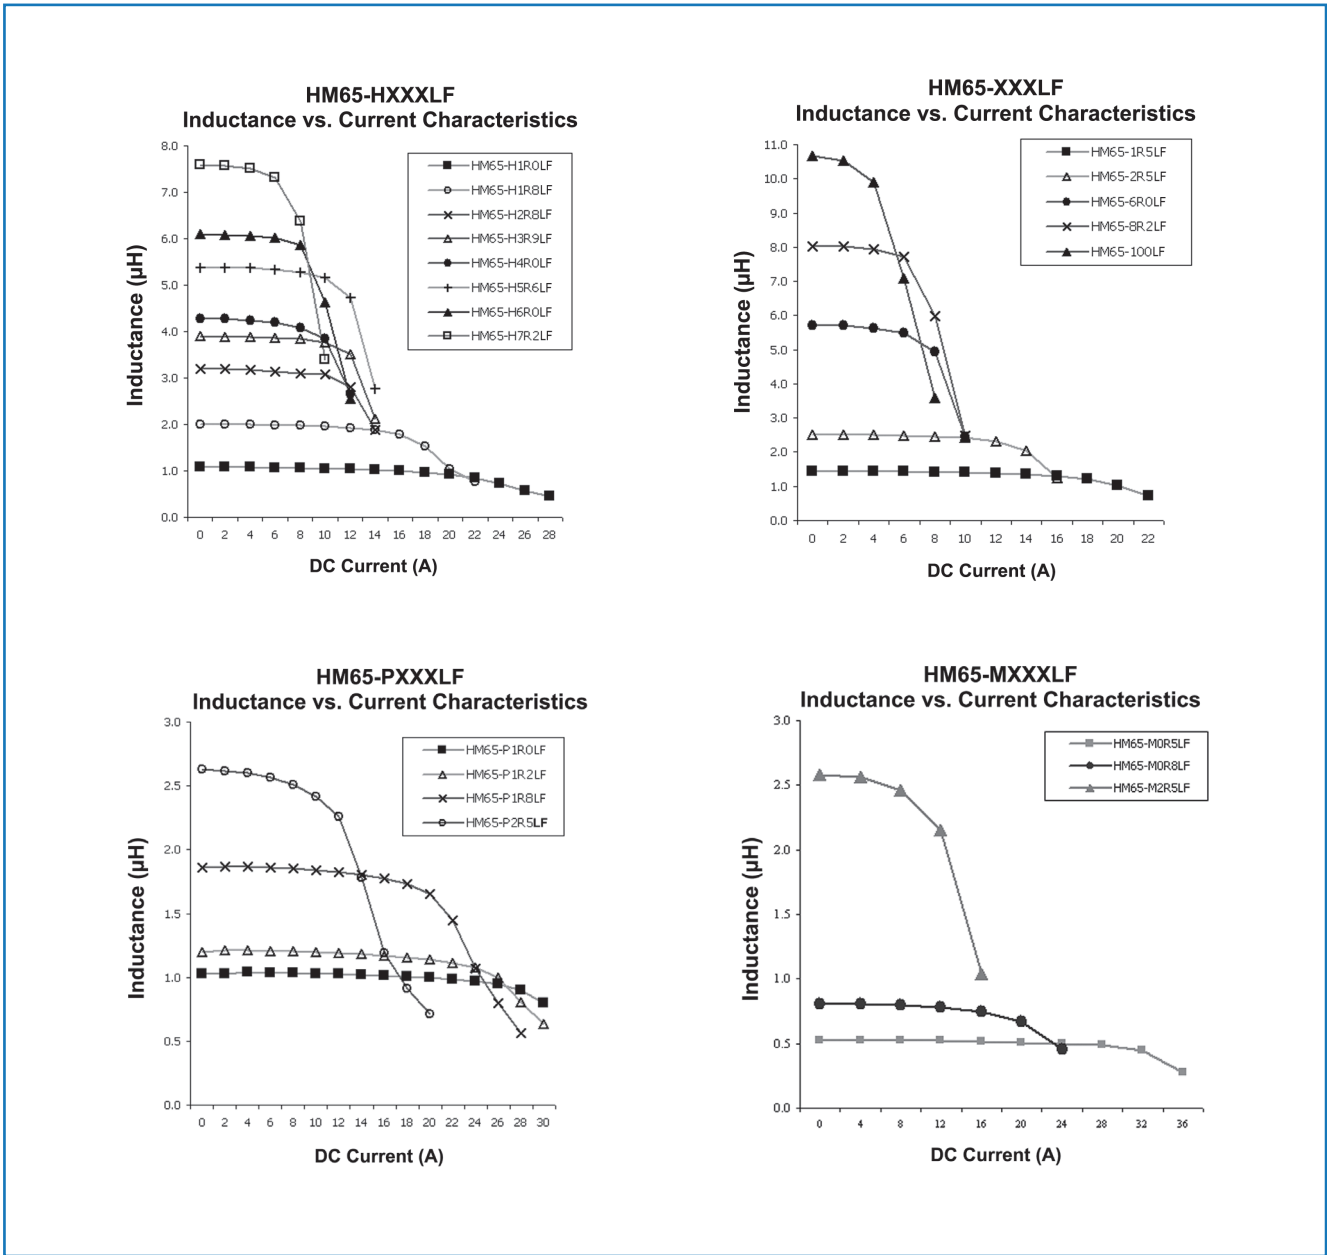 HM65-HXXXLF
Inductance vs. Current Characteristics
8.0
7.0
6.0
5.0
4.0
3.0
2.0
1.0
0.0
Inductance (µH)
HM65-H1R0LF
HM65-H1R8LF
HM65-H2R8LF
HM65-H3R9LF
HM65-H4R0LF
HM65-H5R6LF
HM65-H6R0LF
HM65-H7R2LF
0 2 4 6 8 10 12 14 16 18 20 22 24 26 28
DC Current (A)
HM65-XXXLF
Inductance vs. Current Characteristics
11.0
10.0
9.0
8.0
7.0
6.0
5.0
4.0
3.0
2.0
1.0
0.0
Inductance (µH)
HM65-1R5LF
HM65-2R5LF
HM65-6R0LF
HM65-8R2LF
HM65-100LF
0 2 4 6 8 10 12 14 16 18 20 22
DC Current (A)
HM65-PXXXLF
Inductance vs. Current Characteristics
3.0
2.5
2.0
1.5
1.0
0.5
0.0
Inductance (µH)
HM65-P1R0LF
HM65-P1R2LF
HM65-P1R8LF
HM65-P2R5LF
0 2 4 6 8 10 12 14 16 18 20 22 24 26 28 30
DC Current (A)
HM65-MXXXLF
Inductance vs. Current Characteristics
3.0
2.5
2.0
1.5
1.0
0.5
0.0
Inductance (µH)
HM65-M0R5LF
HM65-M0R8LF
HM65-M2R5LF
0 4 8 12 16 20 24 28 32 36
DC Current (A)